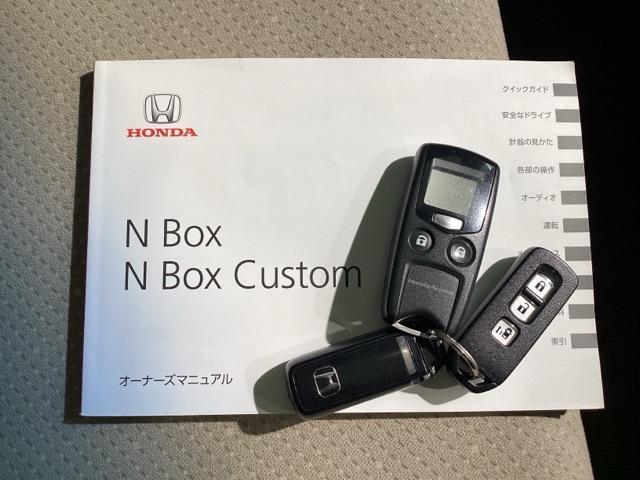 HONDA
N Box
N Box Custom
オーナーズマニュアル
クイックガイド
安全なドライブ
計器の見かた
各部の操作
オーディオ
運転
索引